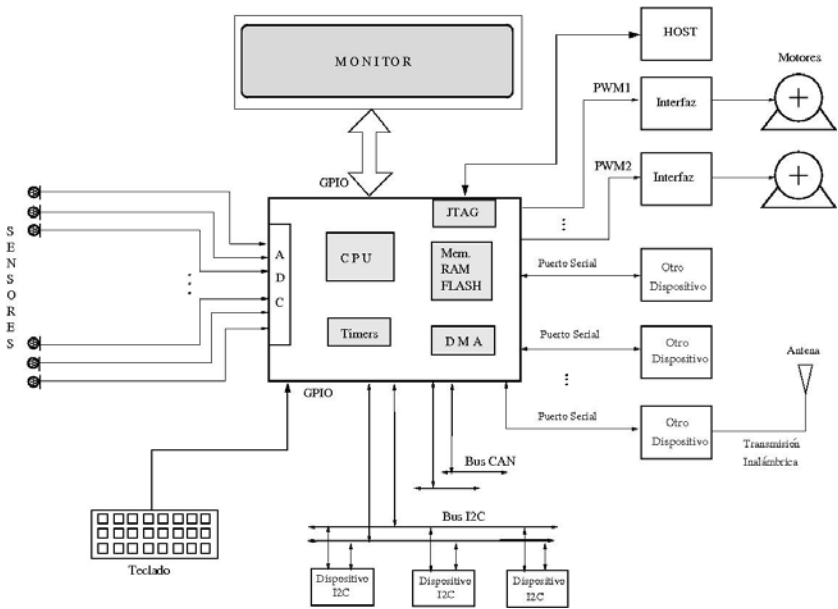 HOST
MONITOR
Motores
PWM1
Interfaz
GPIO
PWM2
Interfaz
JTAG
SENSORES
ADC
CPU
Mem.
RAM
FLASH
Puerto Serial
Otro
Dispositivo
Timers
DMA
Puerto Serial
Otro
Dispositivo
Antena
GPIO
Puerto Serial
Otro
Dispositivo
Transmisión
Inalámbrica
Bus CAN
Bus I2C
Teclado
Dispositivo
I2C
Dispositivo
I2C
Dispositivo
I2C